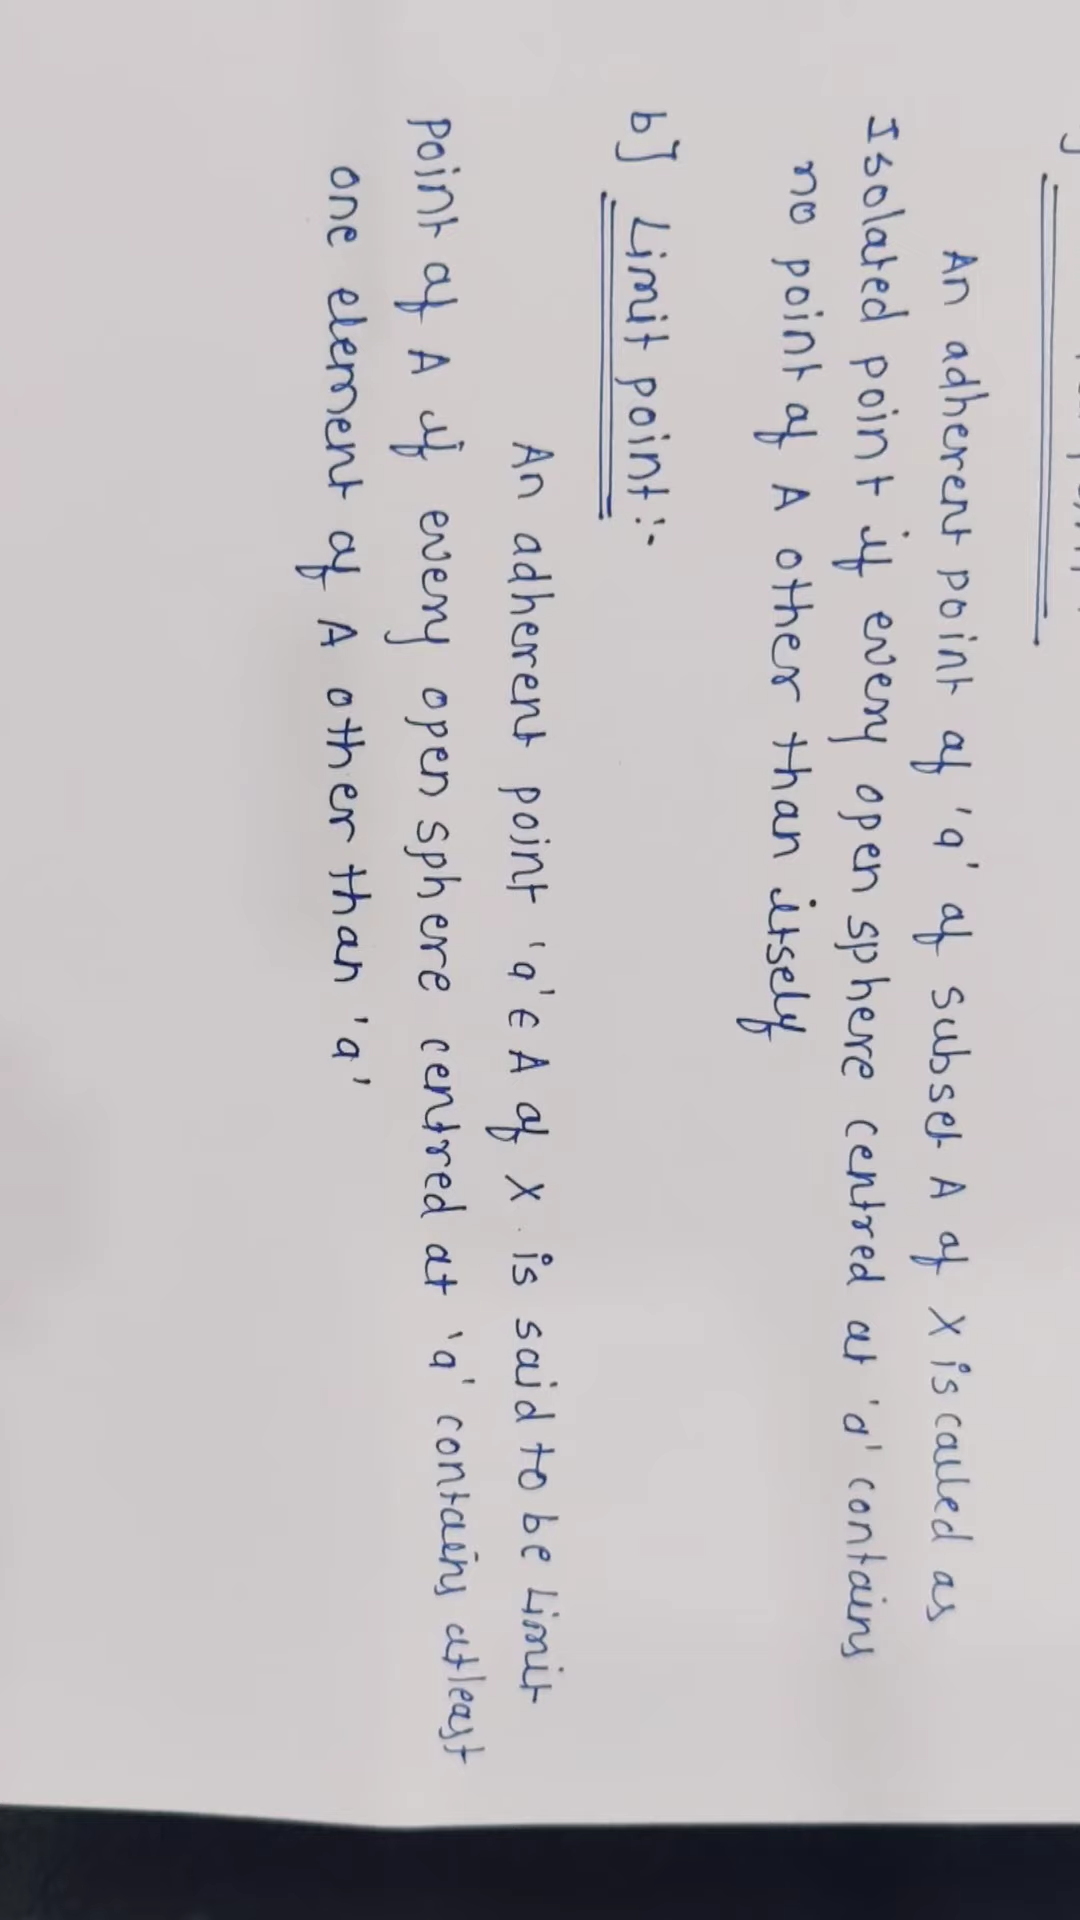 An adherent point of 'a' of subset A of X is called as
Isolated point if every open sphere centred at 'a' contains
no point of A other than itself
b] Limit point:-
An adherent point 'a' ∈ A of X is said to be Limit
point of A if every open sphere centred at 'a' contains atleast
one element of A other than 'a'